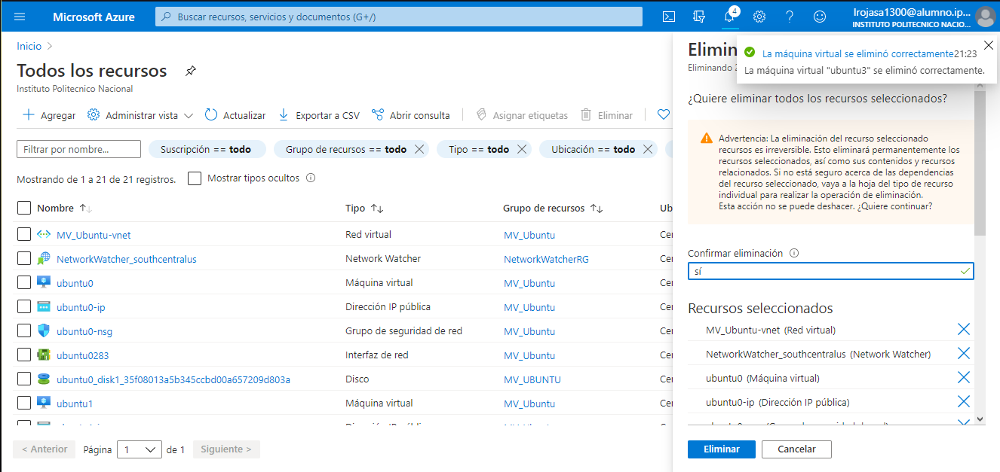 Microsoft Azure
Buscar recursos, servicios y documentos (G+/)
4
lrojasa1300@alumno.ip...
INSTITUTO POLITECNICO NACIO...
Inicio >
Todos los recursos
Instituto Politecnico Nacional
Agregar
Administrar vista
Actualizar
Exportar a CSV
Abrir consulta
Asignar etiquetas
Eliminar
Filtrar por nombre...
Suscripción == todo
Grupo de recursos == todo
Tipo == todo
Ubicación == todo
Mostrando de 1 a 21 de 21 registros.
Mostrar tipos ocultos
Nombre ↑↓ Tipo ↑↓ Grupo de recursos ↑↓ Ub
MV_Ubuntu-vnet Red virtual MV_Ubuntu Cer
NetworkWatcher_southcentralus Network Watcher NetworkWatcherRG Cer
ubuntu0 Máquina virtual MV_Ubuntu Cer
ubuntu0-ip Dirección IP pública MV_Ubuntu Cer
ubuntu0-nsg Grupo de seguridad de red MV_Ubuntu Cer
ubuntu0283 Interfaz de red MV_Ubuntu Cer
ubuntu0_disk1_35f08013a5b345ccbd00a657209d803a Disco MV_UBUNTU Cer
ubuntu1 Máquina virtual MV_Ubuntu Cer
< Anterior Página 1 de 1 Siguiente >
Elimin
Eliminando 2
La máquina virtual se eliminó correctamente 21:23
La máquina virtual "ubuntu3" se eliminó correctamente.
¿Quiere eliminar todos los recursos seleccionados?
Advertencia: La eliminación del recurso seleccionado
recursos es irreversible. Esto eliminará permanentemente los
recursos seleccionados, así como sus contenidos y recursos
relacionados. Si no está seguro acerca de las dependencias
del recurso seleccionado, vaya a la hoja del tipo de recurso
individual para realizar la operación de eliminación.
Esta acción no se puede deshacer. ¿Quiere continuar?
Confirmar eliminación
sí
Recursos seleccionados
MV_Ubuntu-vnet (Red virtual)
NetworkWatcher_southcentralus (Network Watcher)
ubuntu0 (Máquina virtual)
ubuntu0-ip (Dirección IP pública)
Eliminar
Cancelar